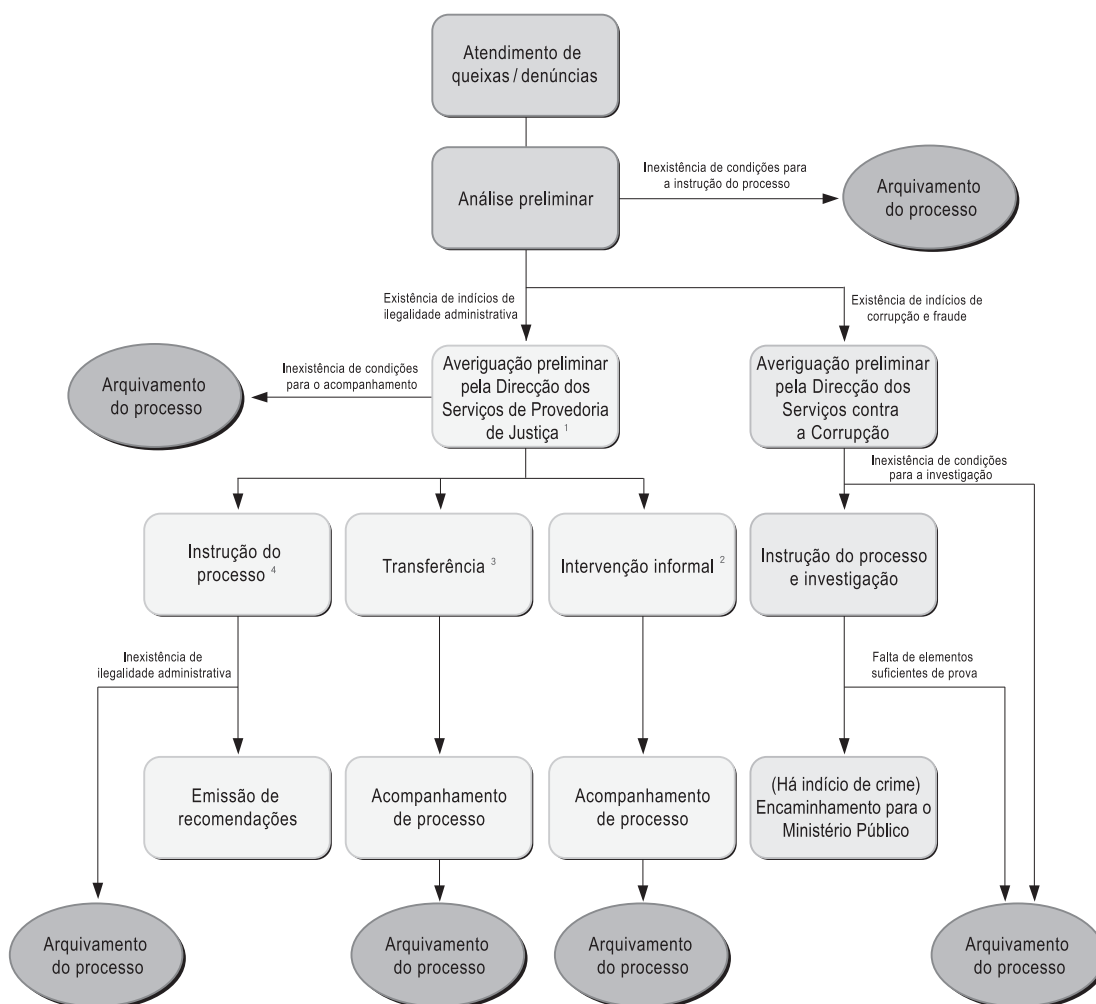 Atendimento de
queixas / denúncias
Análise preliminar
Inexistência de condições para
a instrução do processo
Arquivamento
do processo
Existência de indícios de
ilegalidade administrativa
Existência de indícios de
corrupção e fraude
Arquivamento
do processo
Inexistência de condições
para o acompanhamento
Averiguação preliminar
pela Direcção dos
Serviços de Provedoria
de Justiça 1
Averiguação preliminar
pela Direcção dos
Serviços contra
a Corrupção
Inexistência de condições
para a investigação
Instrução do
processo 4
Transferência 3
Intervenção informal 2
Instrução do processo
e investigação
Inexistência de
ilegalidade administrativa
Falta de elementos
suficientes de prova
Emissão de
recomendações
Acompanhamento
de processo
Acompanhamento
de processo
(Há indício de crime)
Encaminhamento para o
Ministério Público
Arquivamento
do processo
Arquivamento
do processo
Arquivamento
do processo
Arquivamento
do processo